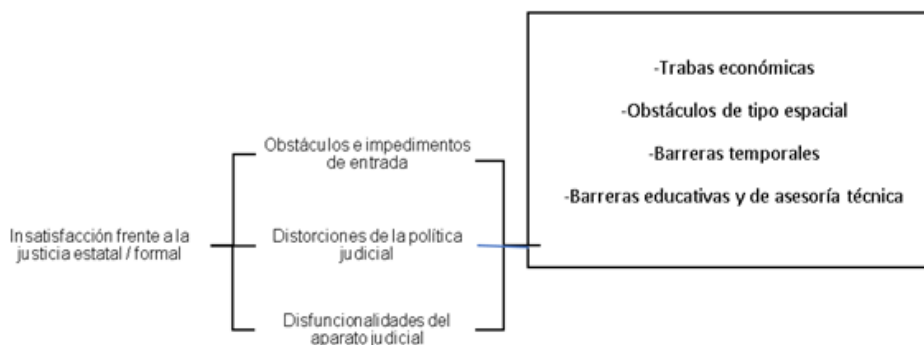 Insatisfacción frente a la
justicia estatal / formal
Obstáculos e impedimentos
de entrada
Distorciones de la política
judicial
Disfuncionalidades del
aparato judicial
-Trabas económicas
-Obstáculos de tipo espacial
-Barreras temporales
-Barreras educativas y de asesoría técnica